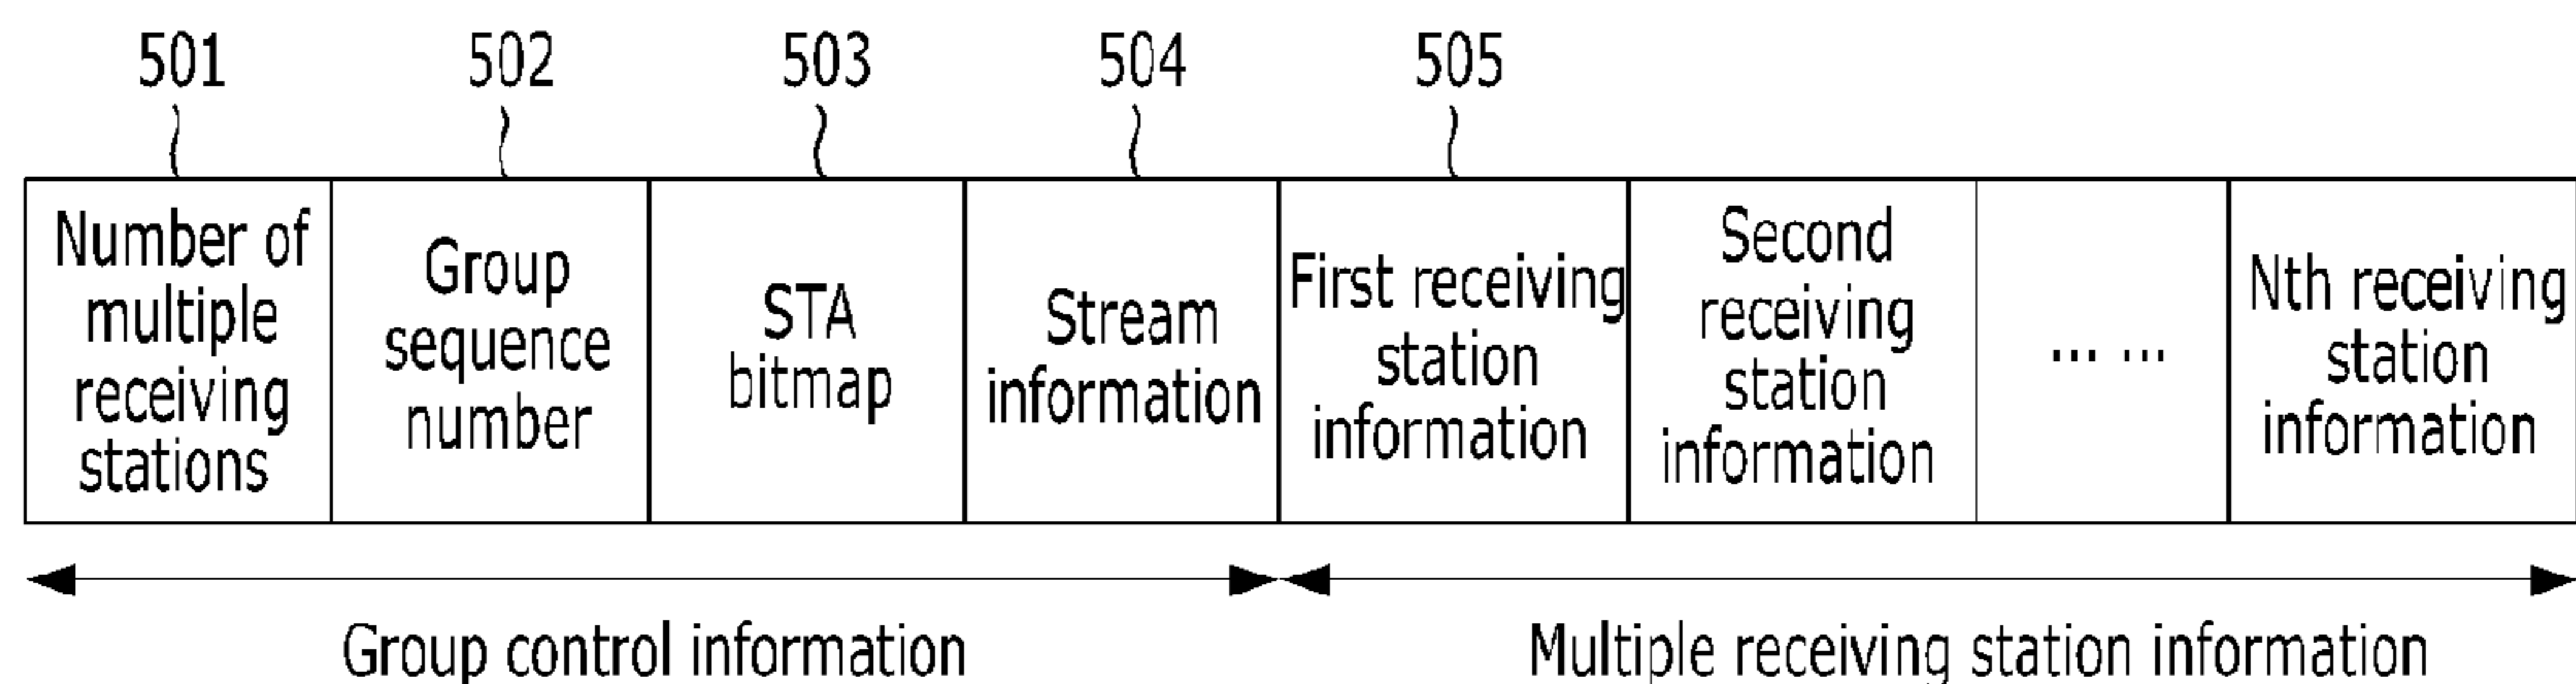 501
502
503
504
505
Number of
multiple
receiving
stations
Group
sequence
number
STA
bitmap
Stream
information
First receiving
station
information
Second
receiving
station
information
... ...
Nth receiving
station
information
Group control information
Multiple receiving station information